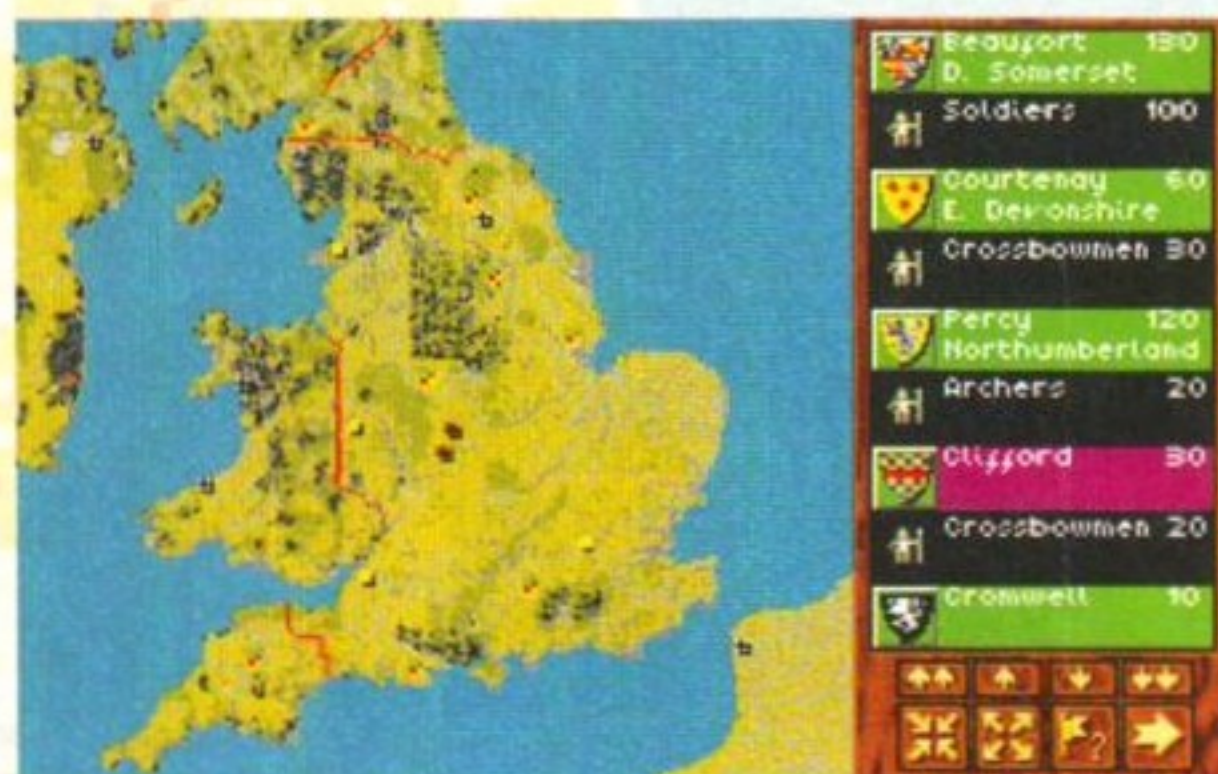 Beaufort 130
D. Somerset
Soldiers 100
Courtenay 60
E. Devonshire
Crossbowmen 30
Percy 120
Northumberland
Archers 20
Clifford 30
Crossbowmen 20
Cromwell 10
?